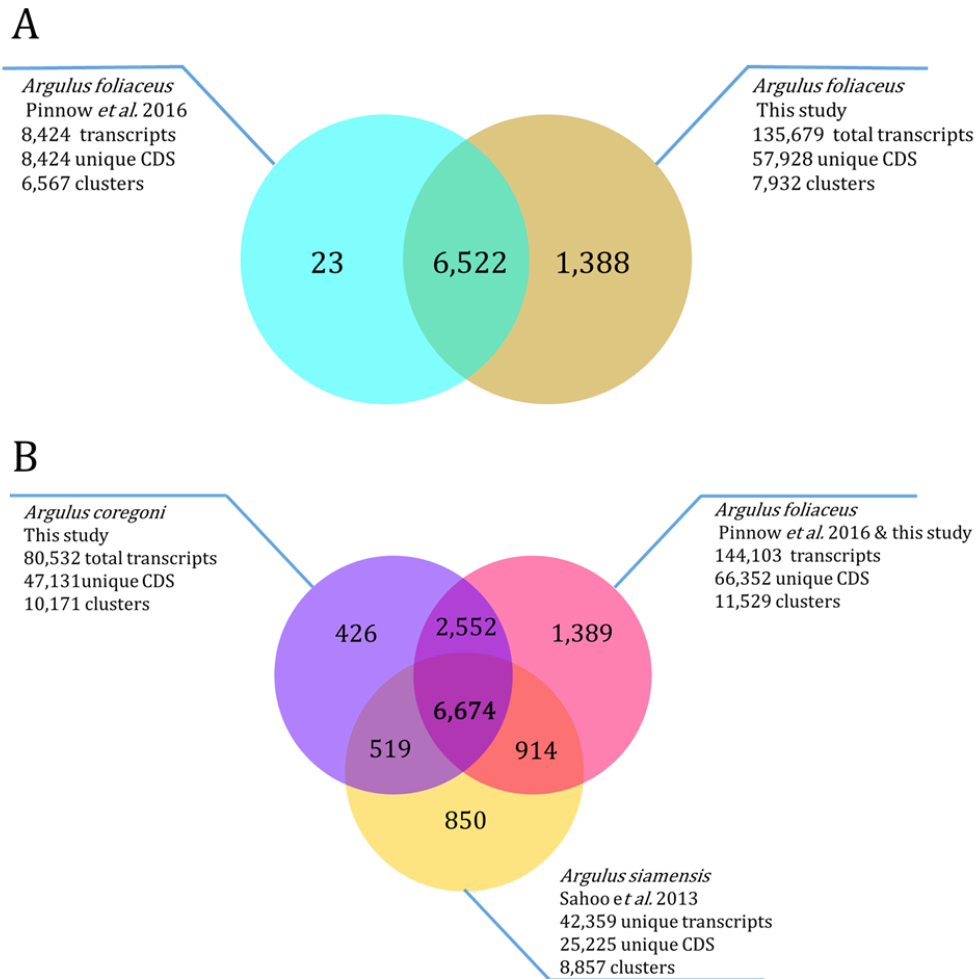 A
Argulus foliaceus
Pinnow et al. 2016
8,424 transcripts
8,424 unique CDS
6,567 clusters
Argulus foliaceus
This study
135,679 total transcripts
57,928 unique CDS
7,932 clusters
23
6,522
1,388
B
Argulus coregoni
This study
80,532 total transcripts
47,131unique CDS
10,171 clusters
Argulus foliaceus
Pinnow et al. 2016 & this study
144,103 transcripts
66,352 unique CDS
11,529 clusters
426
2,552
1,389
6,674
519
914
850
Argulus siamensis
Sahoo et al. 2013
42,359 unique transcripts
25,225 unique CDS
8,857 clusters